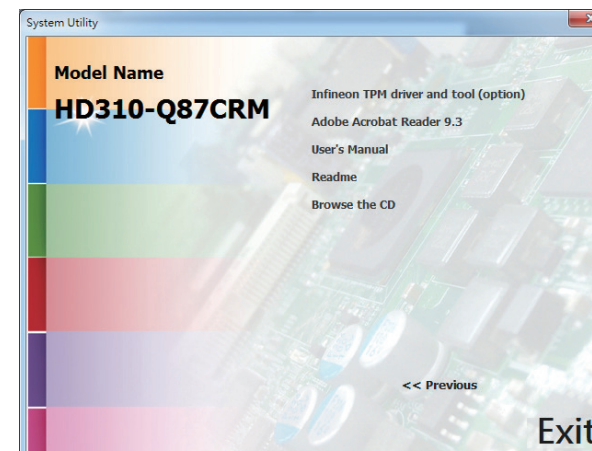 System Utility
Model Name
HD310-Q87CRM
Infineon TPM driver and tool (option)
Adobe Acrobat Reader 9.3
User's Manual
Readme
Browse the CD
<< Previous
Exit